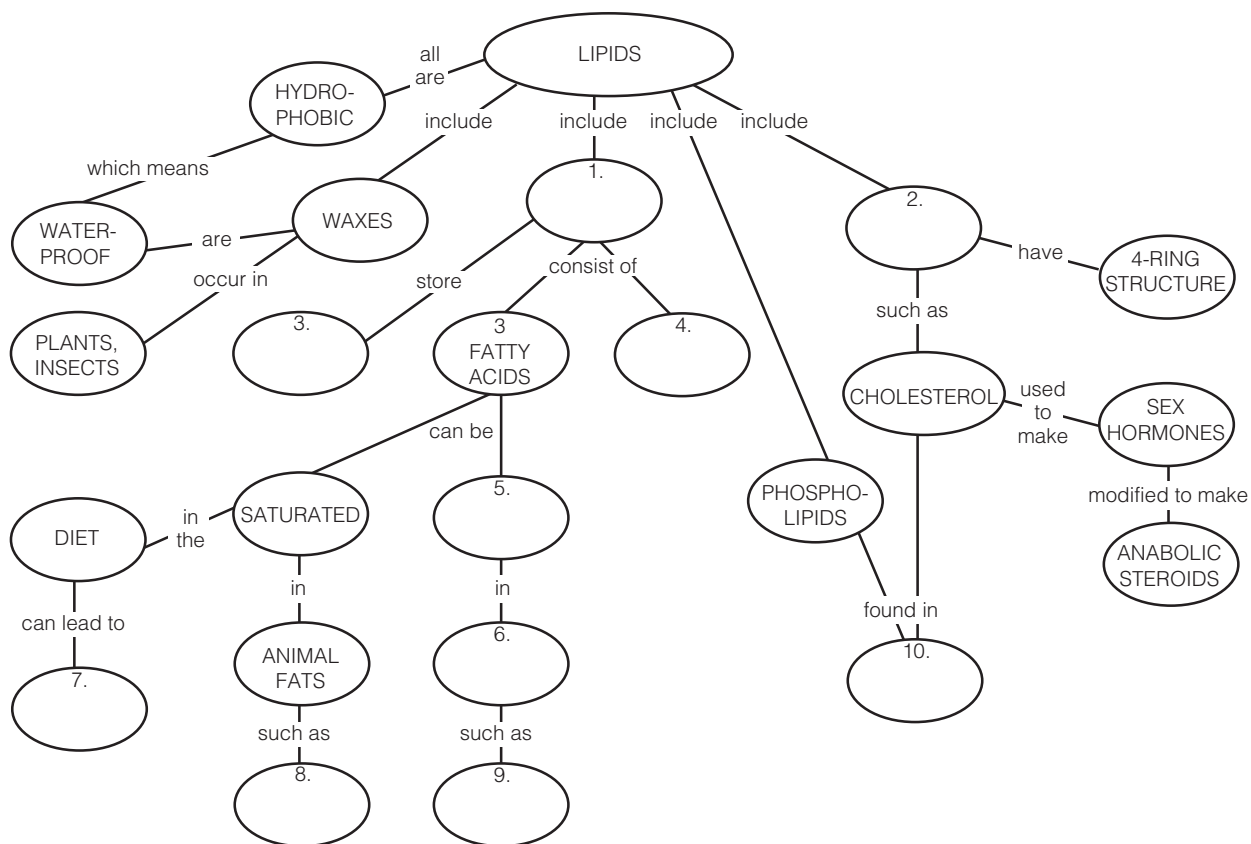 LIPIDS
all
are
HYDRO-
PHOBIC
include
include
include
include
which means
1.
2.
WATER-
PROOF
are
WAXES
have
4-RING
STRUCTURE
occur in
store
consist of
such as
PLANTS,
INSECTS
3.
3
FATTY
ACIDS
4.
CHOLESTEROL
used
to
make
SEX
HORMONES
can be
modified to make
DIET
in
the
SATURATED
5.
PHOSPHO-
LIPIDS
ANABOLIC
STEROIDS
can lead to
in
in
found in
7.
ANIMAL
FATS
6.
10.
such as
such as
8.
9.